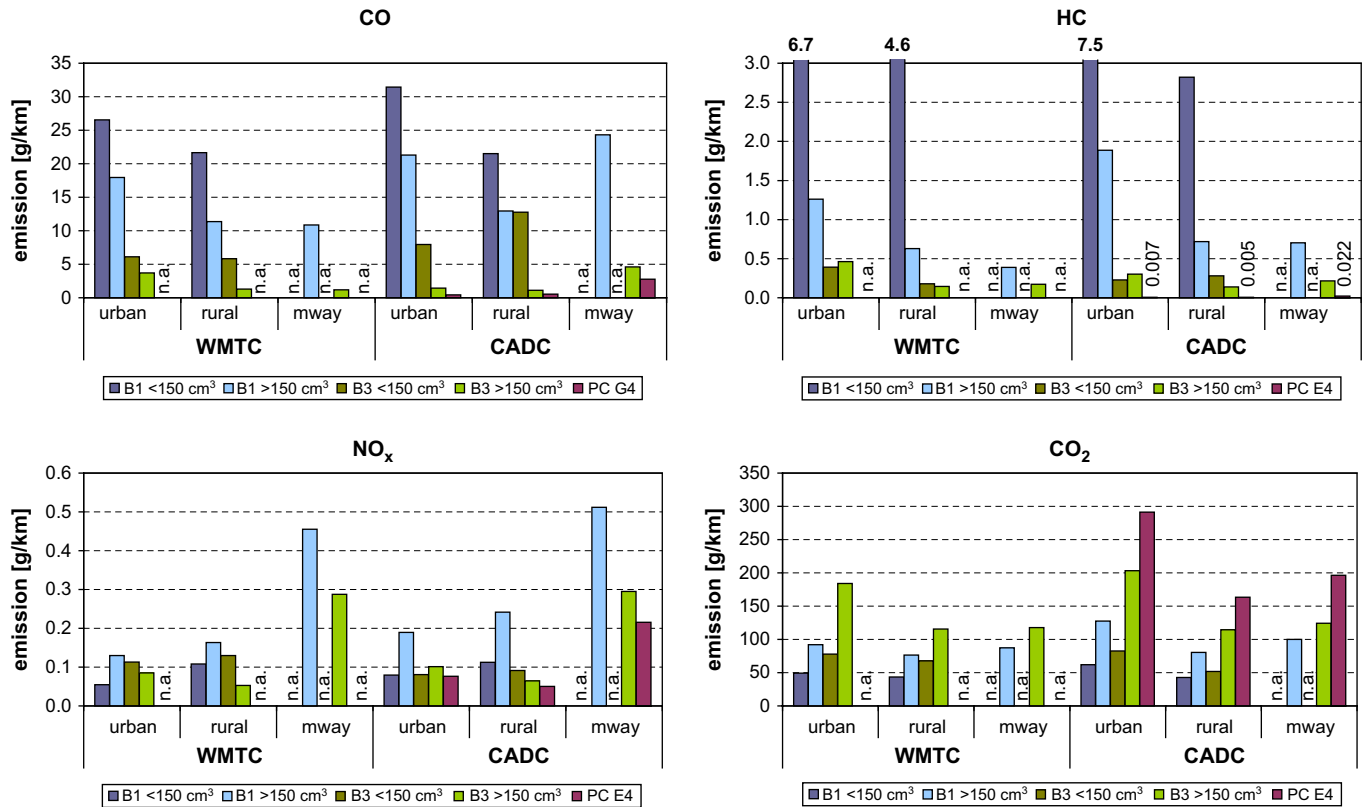 CO
emission [g/km]
35
30
25
20
15
10
5
0
n.a.
n.a.
n.a.
n.a.
n.a.
n.a.
n.a.
urban
rural
mway
urban
rural
mway
WMTC
CADC
B1 <150 cm³ B1 >150 cm³ B3 <150 cm³ B3 >150 cm³ PC G4
HC
6.7 4.6 7.5
emission [g/km]
3.0
2.0
1.0
0.5
0.0
n.a.
n.a.
n.a.
n.a.
n.a.
0.007
0.005
n.a.
n.a.
0.022
urban
rural
mway
urban
rural
mway
WMTC
CADC
B1 <150 cm³ B1 >150 cm³ B3 <150 cm³ B3 >150 cm³ PC E4
NOₓ
emission [g/km]
0.6
0.5
0.4
0.3
0.2
0.1
0.0
n.a.
n.a.
n.a.
n.a.
n.a.
n.a.
n.a.
urban
rural
mway
urban
rural
mway
WMTC
CADC
B1 <150 cm³ B1 >150 cm³ B3 <150 cm³ B3 >150 cm³ PC E4
CO₂
emission [g/km]
350
300
250
200
150
100
50
0
n.a.
n.a.
n.a.
n.a.
n.a.
n.a.
n.a.
urban
rural
mway
urban
rural
mway
WMTC
CADC
B1 <150 cm³ B1 >150 cm³ B3 <150 cm³ B3 >150 cm³ PC E4